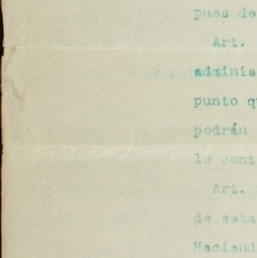 pues de
Art.
adminis
punto q
podrán
lo cont
Art.
de esta
Haciend